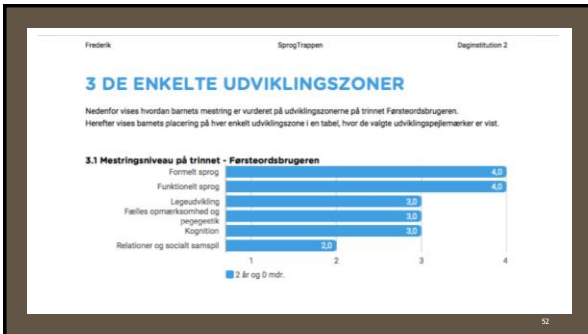 Frederik SprogTrappen Daginstitution 2
3 DE ENKELTE UDVIKLINGSZONER
Nedenfor vises hvordan barnets mestring er vurderet på udviklingszonerne på trinnet Førsteordsbrugeren.
Herefter vises barnets placering på hver enkelt udviklingszone i en tabel, hvor de valgte udviklingspejlemærker er vist.
3.1 Mestringsniveau på trinnet - Førsteordsbrugeren
Formelt sprog 4,0
Funktionelt sprog 4,0
Legeudvikling 3,0
Fælles opmærksomhed og
pegegestik 3,0
Kognition 3,0
Relationer og socialt samspil 2,0
1 2 3 4
2 år og 0 mdr.
52